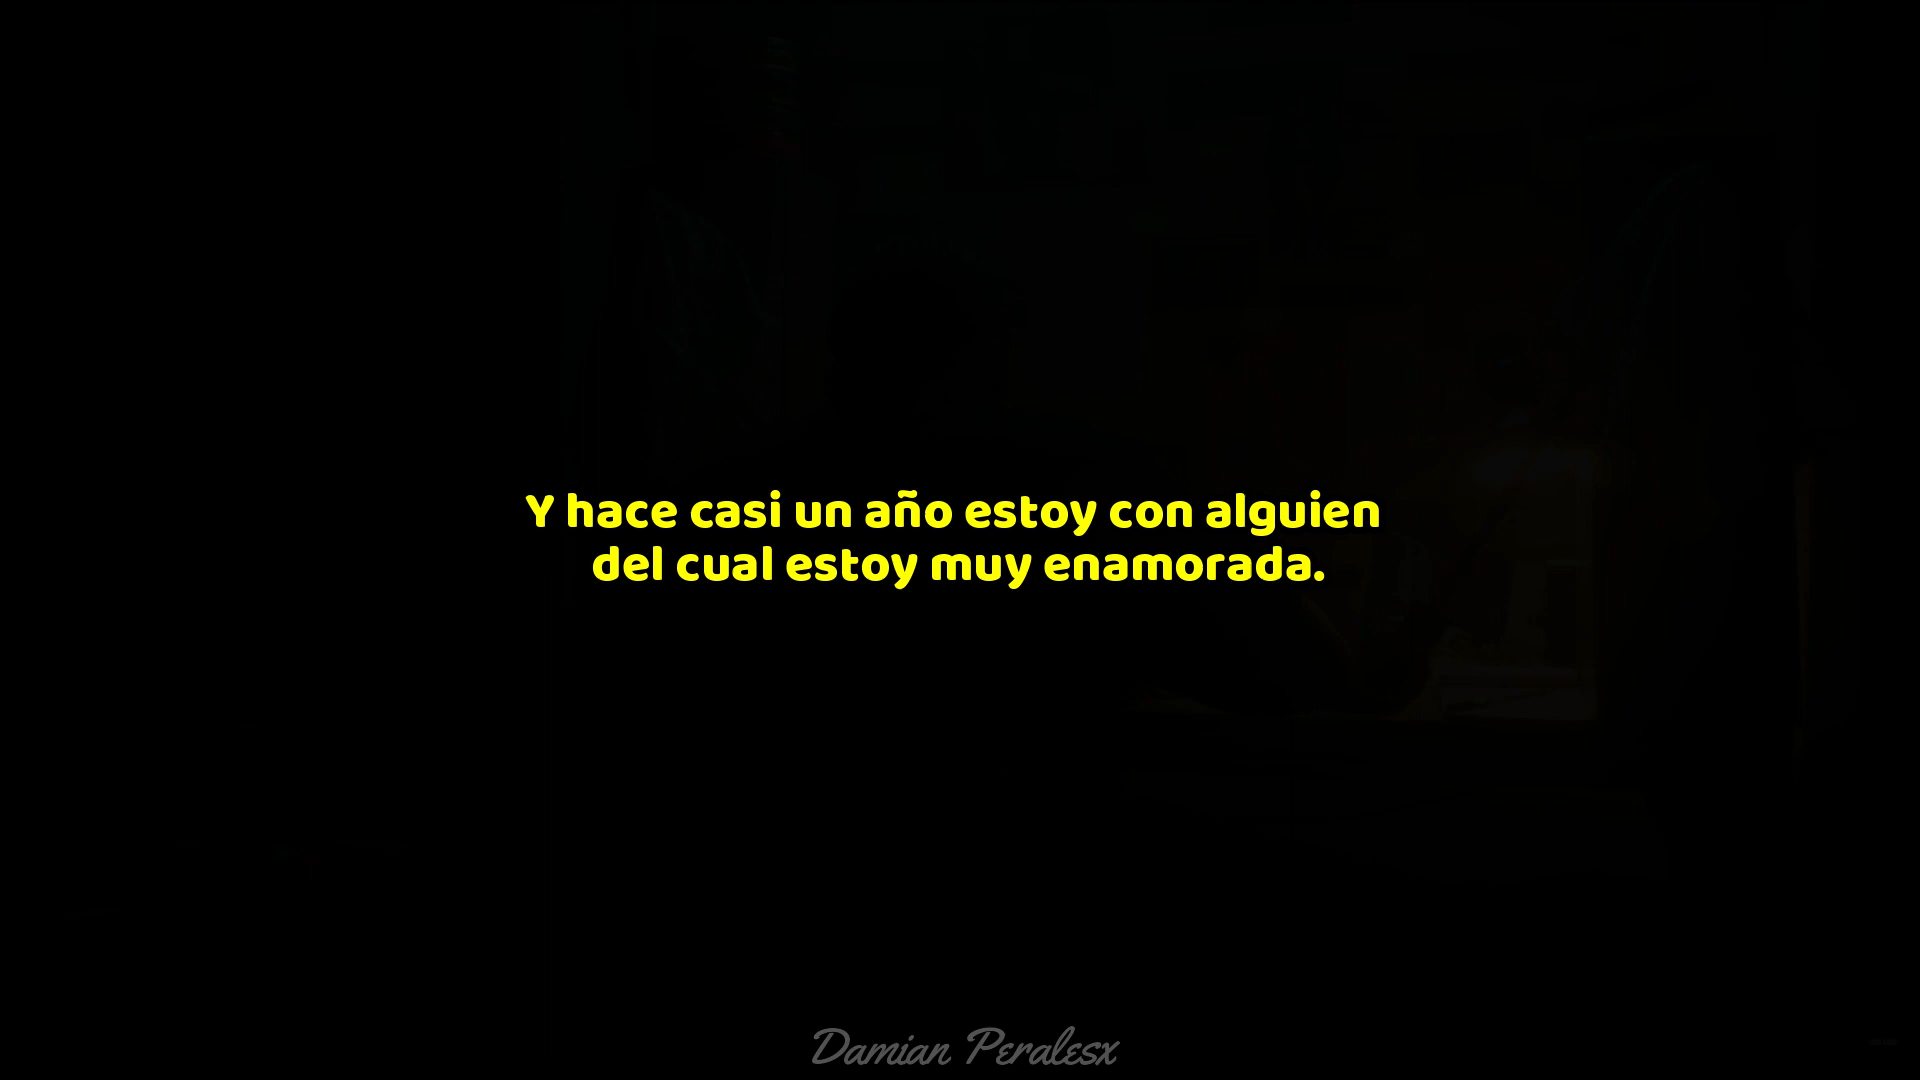 Y hace casi un año estoy con alguien
del cual estoy muy enamorada.
Damian Peralesx